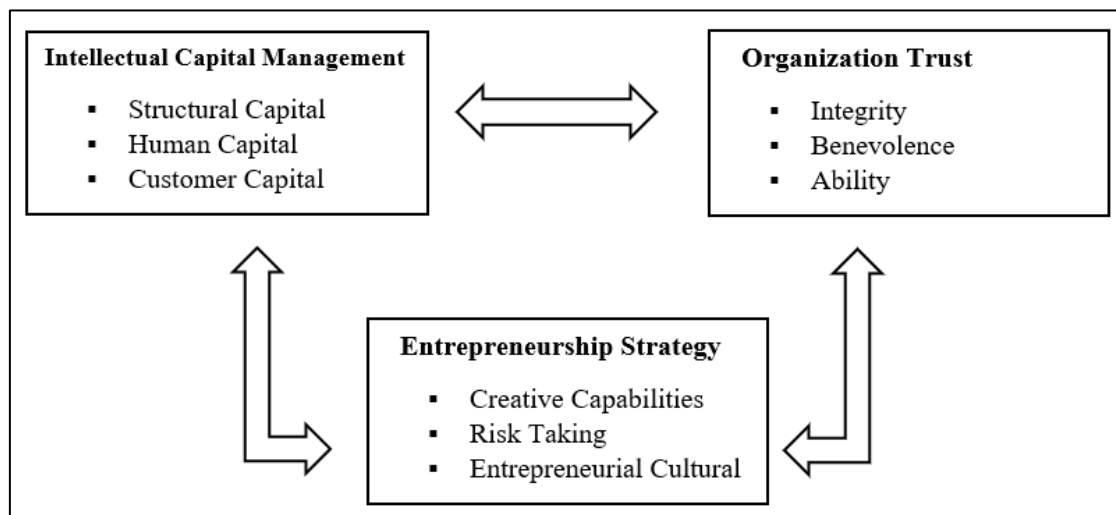 Intellectual Capital Management
▪ Structural Capital
▪ Human Capital
▪ Customer Capital
Organization Trust
▪ Integrity
▪ Benevolence
▪ Ability
Entrepreneurship Strategy
▪ Creative Capabilities
▪ Risk Taking
▪ Entrepreneurial Cultural